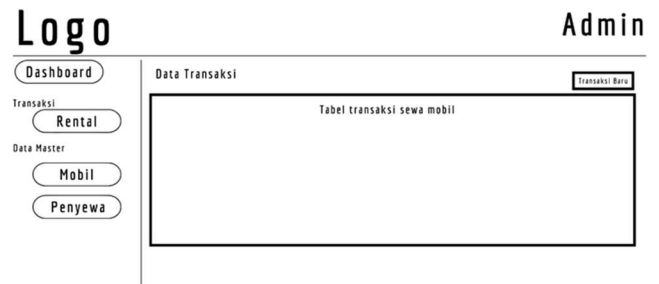 Logo
Admin
Dashboard
Transaksi
Rental
Data Master
Mobil
Penyewa
Data Transaksi
Transaksi Baru
Tabel transaksi sewa mobil